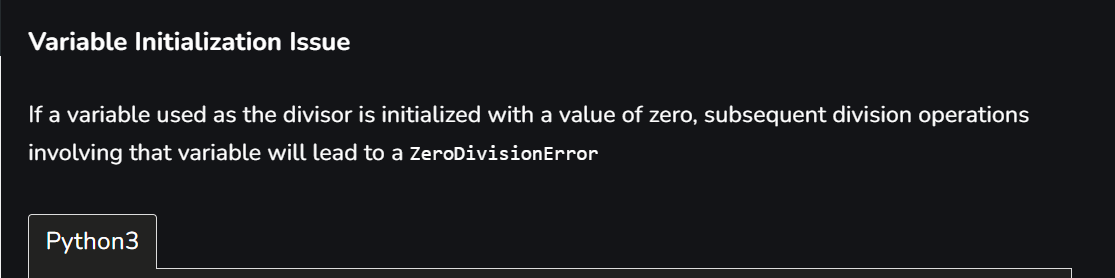 Variable Initialization Issue
If a variable used as the divisor is initialized with a value of zero, subsequent division operations
involving that variable will lead to a ZeroDivisionError
Python3